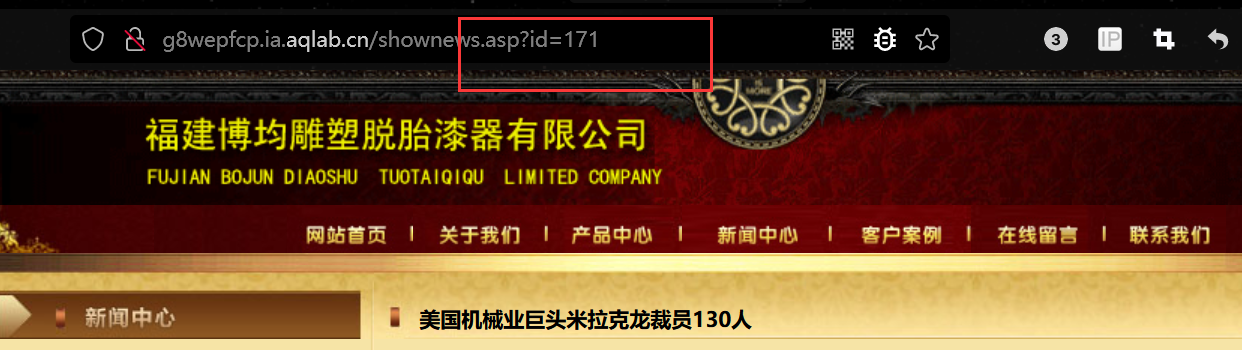 g8wepfcp.ia.aqlab.cn/shownews.asp?id=171
3
IP
IS
MORE
福建博均雕塑脱胎漆器有限公司
FUJIAN BOJUN DIAOSHU TUOTAIQIQU LIMITED COMPANY
网站首页 | 关于我们 | 产品中心 | 新闻中心 | 客户案例 | 在线留言 | 联系我们
新闻中心
美国机械业巨头米拉克龙裁员130人